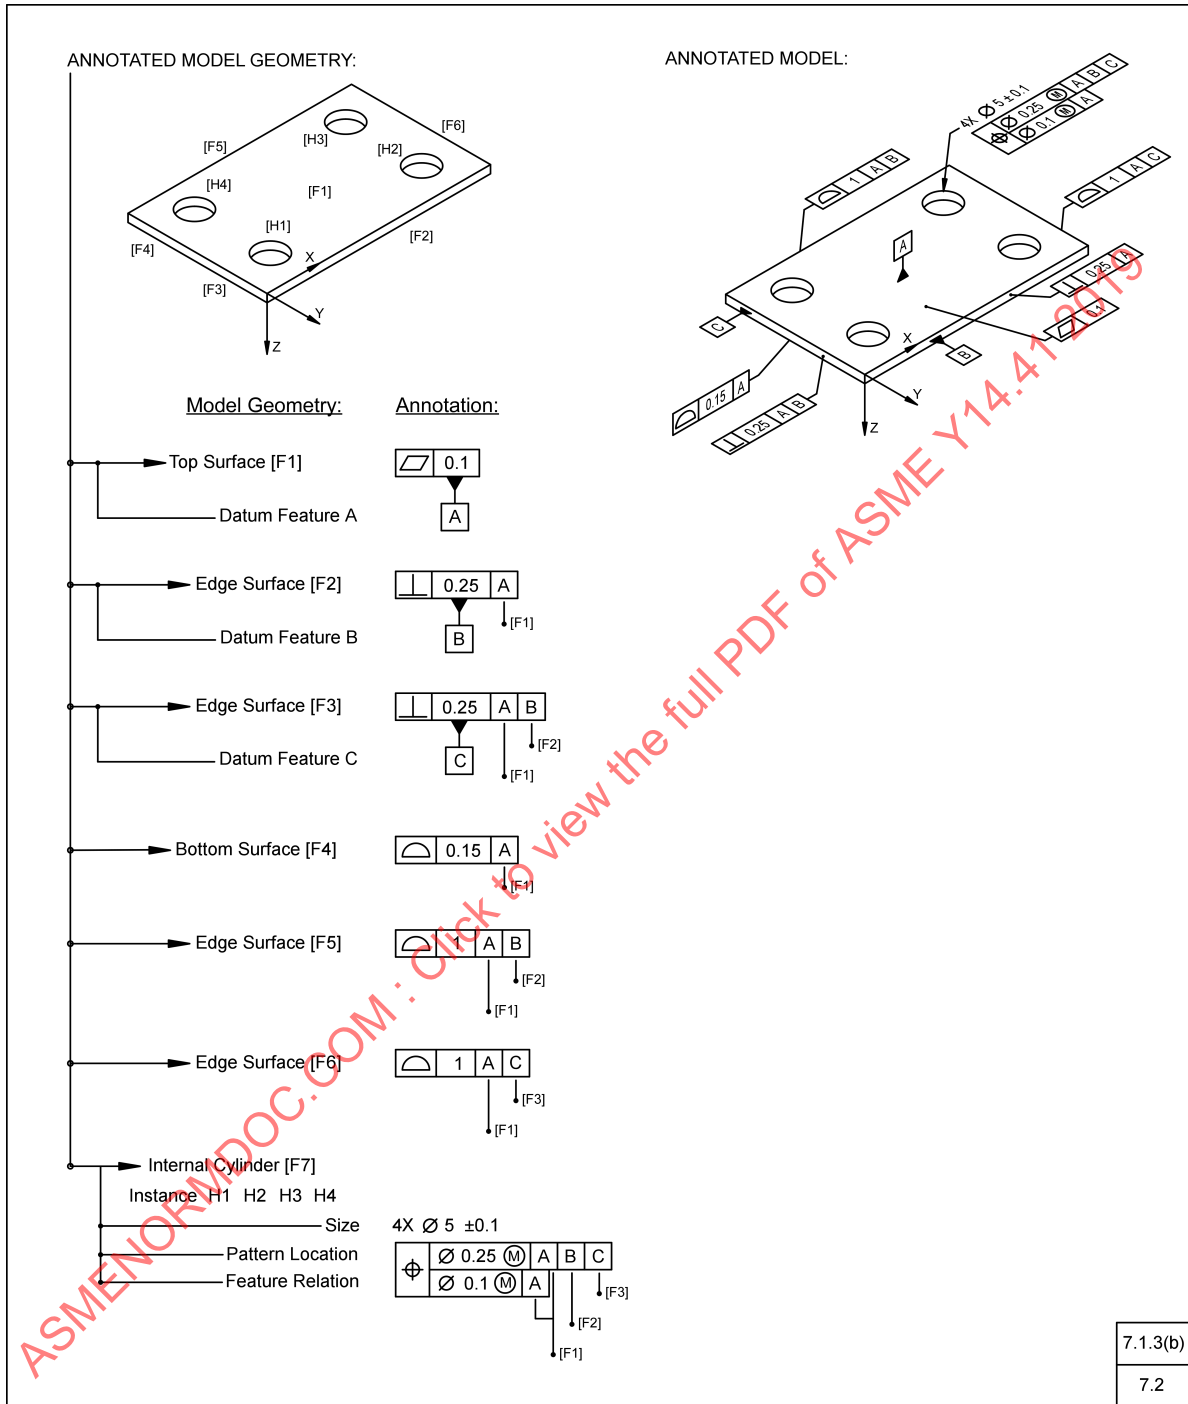 ANNOTATED MODEL GEOMETRY:
[F5]
[H3]
[F6]
[H2]
[H4]
[F1]
[H1]
[F4]
[F2]
X
[F3]
Y
Z
ANNOTATED MODEL:
4X Ø 5 ±0.1
⌖ Ø 0.25 Ⓜ A B C
Ø 0.1 Ⓜ A
⌓ 1 A B
⌓ 1 A C
A
⟂ 0.25 A
⏥ 0.1
C
B
X
Y
Z
⌓ 0.15 A
⟂ 0.25 A B
Model Geometry: Annotation:
Top Surface [F1] ⏥ 0.1
Datum Feature A A
Edge Surface [F2] ⟂ 0.25 A
[F1]
Datum Feature B B
Edge Surface [F3] ⟂ 0.25 A B
[F2]
Datum Feature C C
[F1]
Bottom Surface [F4] ⌓ 0.15 A
[F1]
Edge Surface [F5] ⌓ 1 A B
[F2]
[F1]
Edge Surface [F6] ⌓ 1 A C
[F3]
[F1]
Internal Cylinder [F7]
Instance H1 H2 H3 H4
Size 4X Ø 5 ±0.1
Pattern Location ⌖ Ø 0.25 Ⓜ A B C
Feature Relation Ø 0.1 Ⓜ A
[F3]
[F2]
[F1]
7.1.3(b)
7.2
ASMENORMDOC.COM : Click to view the full PDF of ASME Y14.41 2019